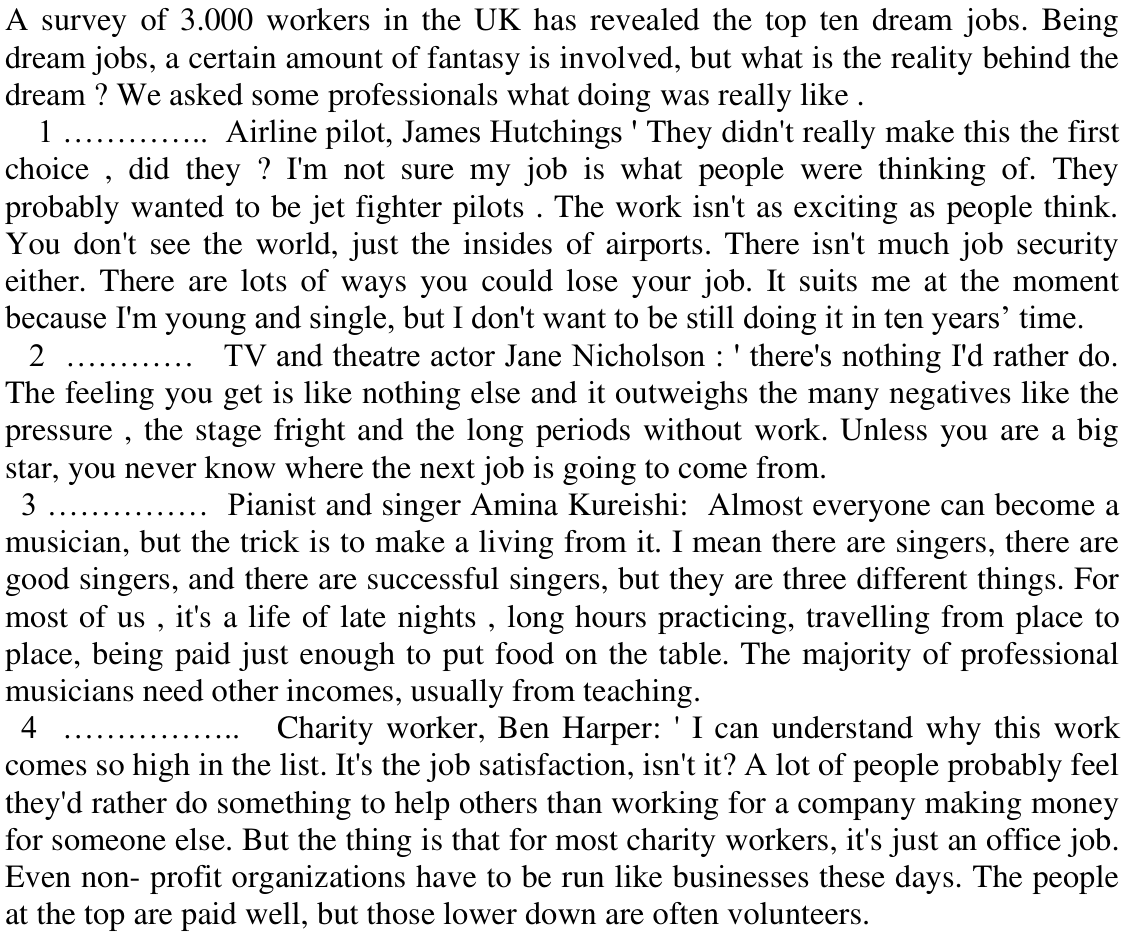 A survey of 3.000 workers in the UK has revealed the top ten dream jobs. Being
dream jobs, a certain amount of fantasy is involved, but what is the reality behind the
dream ? We asked some professionals what doing was really like .
1 ………….. Airline pilot, James Hutchings ' They didn't really make this the first
choice , did they ? I'm not sure my job is what people were thinking of. They
probably wanted to be jet fighter pilots . The work isn't as exciting as people think.
You don't see the world, just the insides of airports. There isn't much job security
either. There are lots of ways you could lose your job. It suits me at the moment
because I'm young and single, but I don't want to be still doing it in ten years’ time.
2 ………… TV and theatre actor Jane Nicholson : ' there's nothing I'd rather do.
The feeling you get is like nothing else and it outweighs the many negatives like the
pressure , the stage fright and the long periods without work. Unless you are a big
star, you never know where the next job is going to come from.
3 …………… Pianist and singer Amina Kureishi: Almost everyone can become a
musician, but the trick is to make a living from it. I mean there are singers, there are
good singers, and there are successful singers, but they are three different things. For
most of us , it's a life of late nights , long hours practicing, travelling from place to
place, being paid just enough to put food on the table. The majority of professional
musicians need other incomes, usually from teaching.
4 …………….. Charity worker, Ben Harper: ' I can understand why this work
comes so high in the list. It's the job satisfaction, isn't it? A lot of people probably feel
they'd rather do something to help others than working for a company making money
for someone else. But the thing is that for most charity workers, it's just an office job.
Even non- profit organizations have to be run like businesses these days. The people
at the top are paid well, but those lower down are often volunteers.